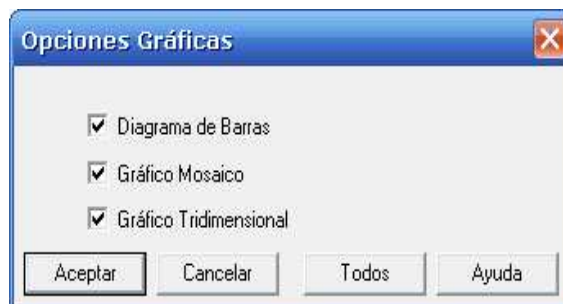 Opciones Gráficas
Diagrama de Barras
Gráfico Mosaico
Gráfico Tridimensional
Aceptar Cancelar Todos Ayuda